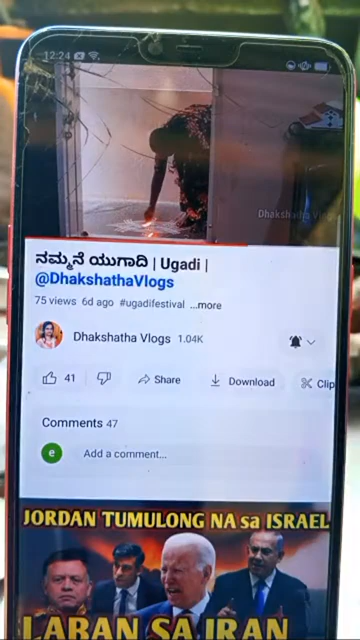 12:24
Dhakshatha Vlogs
ನಮ್ಮನೆ ಯುಗಾದಿ | Ugadi |
@DhakshathaVlogs
75 views 6d ago #ugadifestival ...more
Dhakshatha Vlogs 1.04K
41 Share Download Clip
Comments 47
e Add a comment...
JORDAN TUMULONG NA sa ISRAEL
LABAN SA IRAN